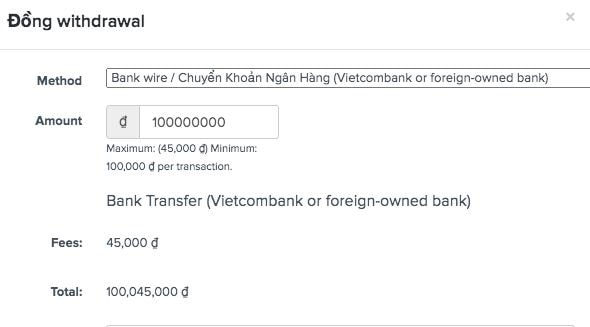 Đồng withdrawal ×
Method Bank wire / Chuyển Khoản Ngân Hàng (Vietcombank or foreign-owned bank)
Amount ₫ 100000000
Maximum: (45,000 ₫) Minimum:
100,000 ₫ per transaction.
Bank Transfer (Vietcombank or foreign-owned bank)
Fees: 45,000 ₫
Total: 100,045,000 ₫